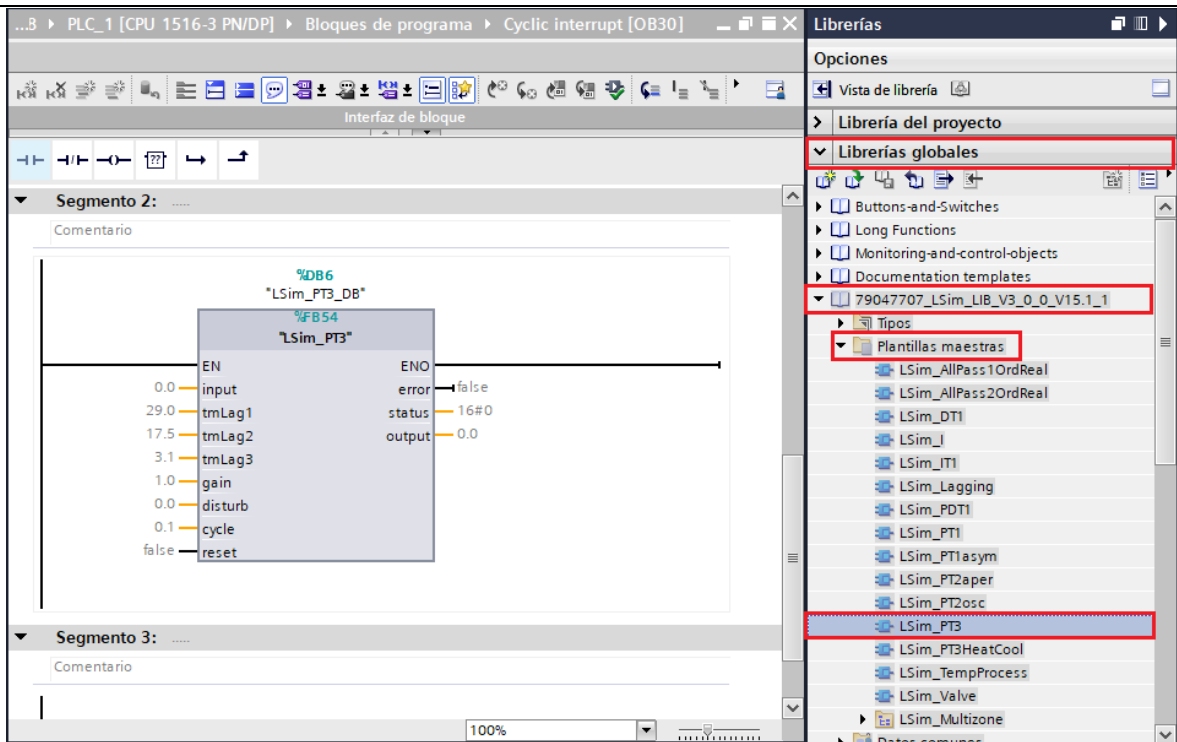 ...8 ▸ PLC_1 [CPU 1516-3 PN/DP] ▸ Bloques de programa ▸ Cyclic interrupt [OB30]
Interfaz de bloque
??
Segmento 2: .....
Comentario
%DB6
"LSim_PT3_DB"
%FB54
"LSim_PT3"
EN ENO
0.0 input error false
29.0 tmLag1 status 16#0
17.5 tmLag2 output 0.0
3.1 tmLag3
1.0 gain
0.0 disturb
0.1 cycle
false reset
Segmento 3: .....
Comentario
100%
Librerías
Opciones
Vista de librería
Librería del proyecto
Librerías globales
Buttons-and-Switches
Long Functions
Monitoring-and-control-objects
Documentation templates
79047707_LSim_LIB_V3_0_0_V15.1_1
Tipos
Plantillas maestras
LSim_AllPass1OrdReal
LSim_AllPass2OrdReal
LSim_DT1
LSim_I
LSim_IT1
LSim_Lagging
LSim_PDT1
LSim_PT1
LSim_PT1asym
LSim_PT2aper
LSim_PT2osc
LSim_PT3
LSim_PT3HeatCool
LSim_TempProcess
LSim_Valve
LSim_Multizone
Datos comunes